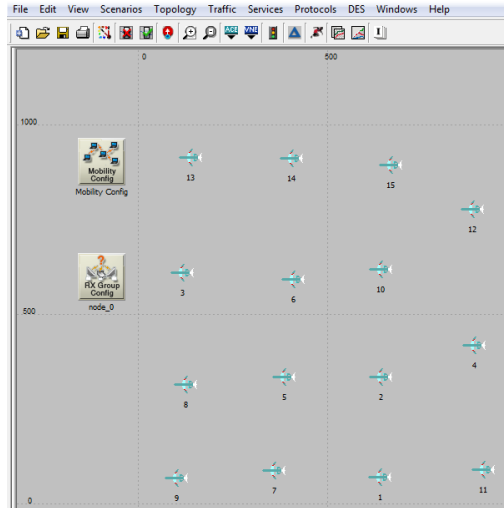 File Edit View Scenarios Topology Traffic Services Protocols DES Windows Help
ACE VNE
0 500
1000
Mobility
Config
Mobility Config
13 14 15
12
RX Group
Config
node_0
3 6 10
500
4
8 5 2
9 7 1 11
0